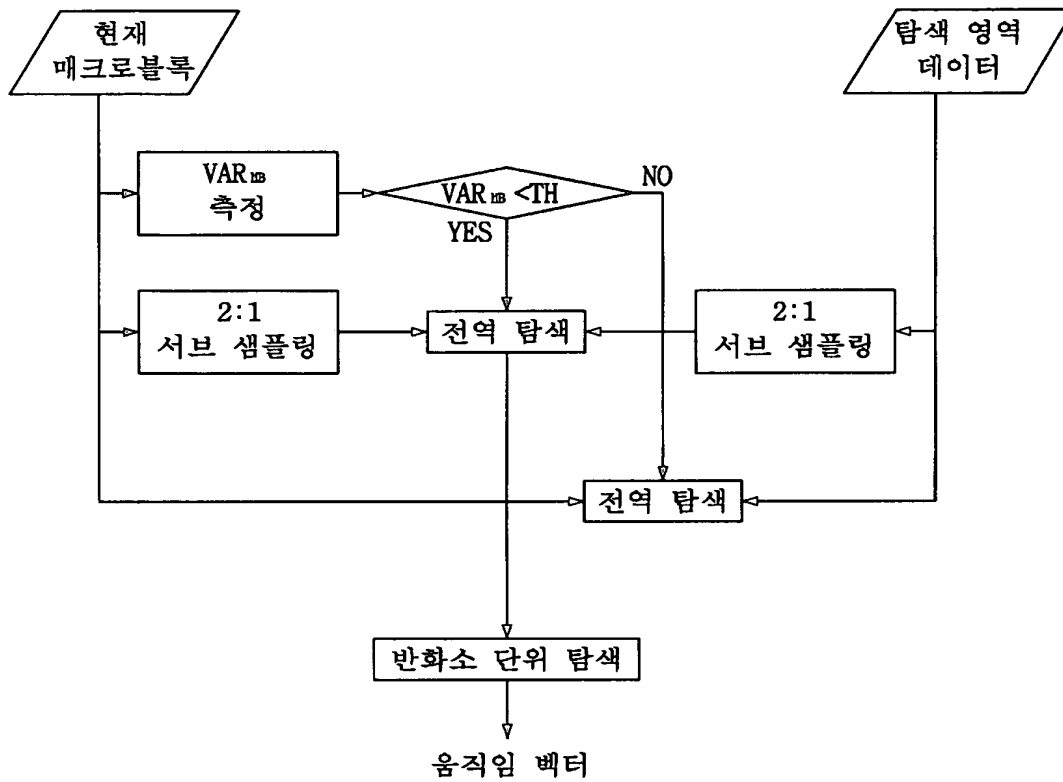 현재
매크로블록
탐색 영역
데이터
VAR MB
측정
VAR MB <TH
NO
YES
2:1
서브 샘플링
전역 탐색
2:1
서브 샘플링
전역 탐색
반화소 단위 탐색
움직임 벡터